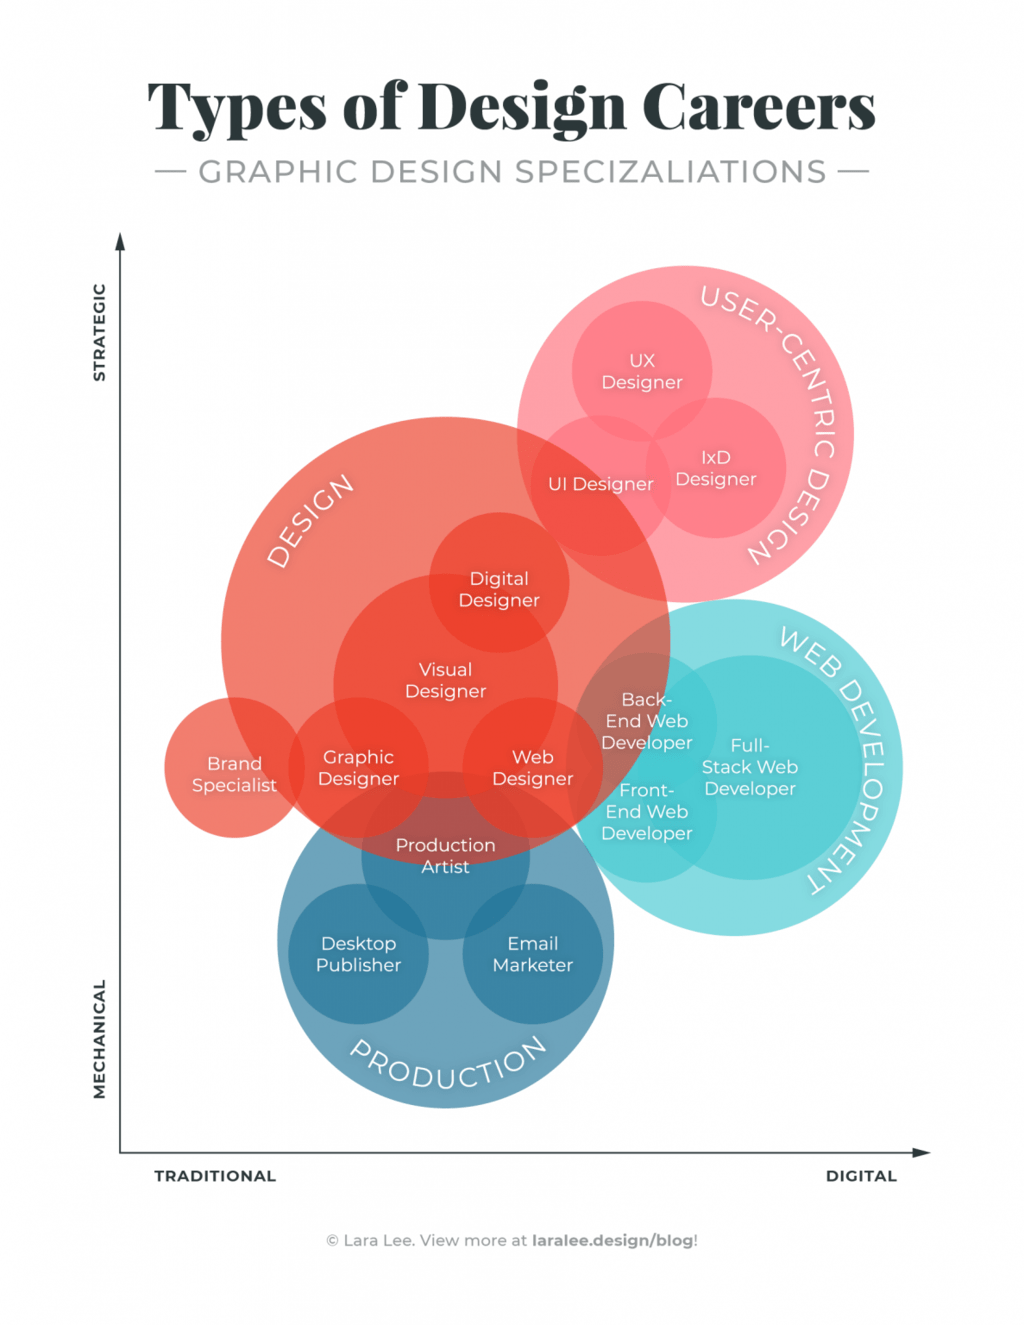 Types of Design Careers
— GRAPHIC DESIGN SPECIZALIATIONS —
STRATEGIC
USER-CENTRIC DESIGN
UX
Designer
IxD
Designer
UI Designer
DESIGN
Digital
Designer
Visual
Designer
WEB DEVELOPMENT
Back-
End Web
Developer
Full-
Stack Web
Developer
Front-
End Web
Developer
Brand
Specialist
Graphic
Designer
Web
Designer
Production
Artist
Desktop
Publisher
Email
Marketer
PRODUCTION
MECHANICAL
TRADITIONAL
DIGITAL
© Lara Lee. View more at laralee.design/blog!